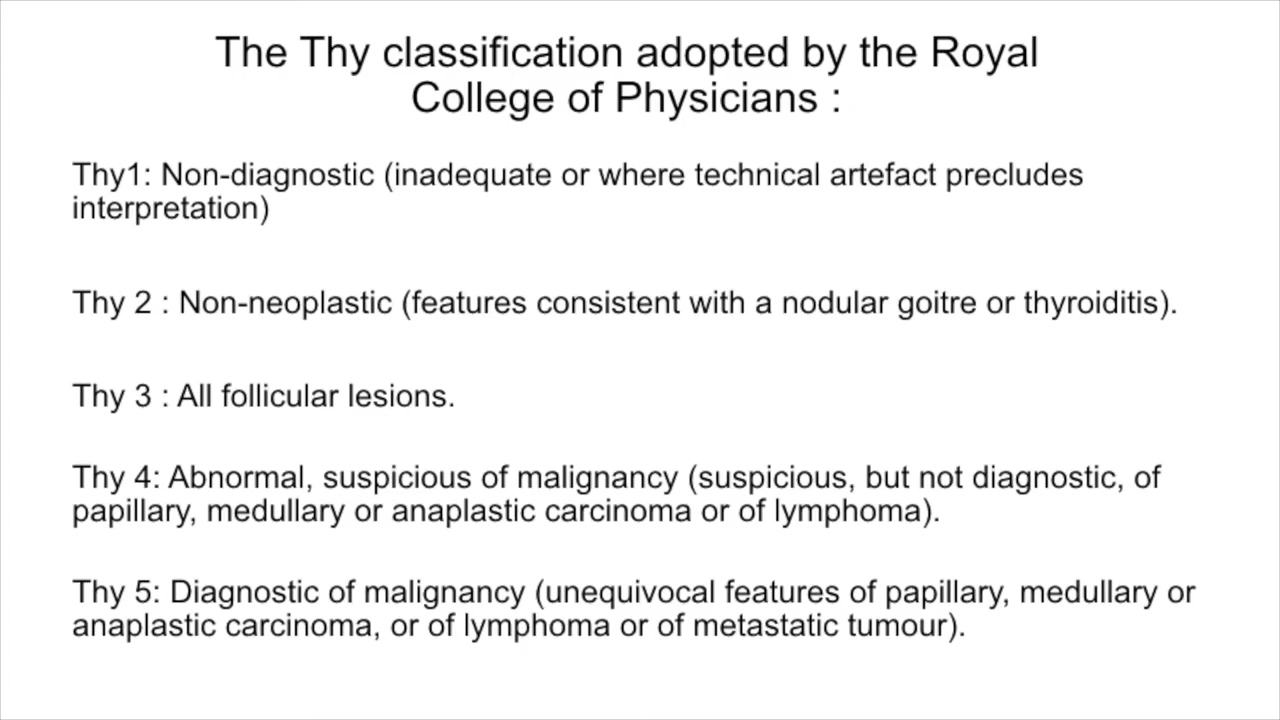 The Thy classification adopted by the Royal
College of Physicians :
Thy1: Non-diagnostic (inadequate or where technical artefact precludes
interpretation)
Thy 2 : Non-neoplastic (features consistent with a nodular goitre or thyroiditis).
Thy 3 : All follicular lesions.
Thy 4: Abnormal, suspicious of malignancy (suspicious, but not diagnostic, of
papillary, medullary or anaplastic carcinoma or of lymphoma).
Thy 5: Diagnostic of malignancy (unequivocal features of papillary, medullary or
anaplastic carcinoma, or of lymphoma or of metastatic tumour).